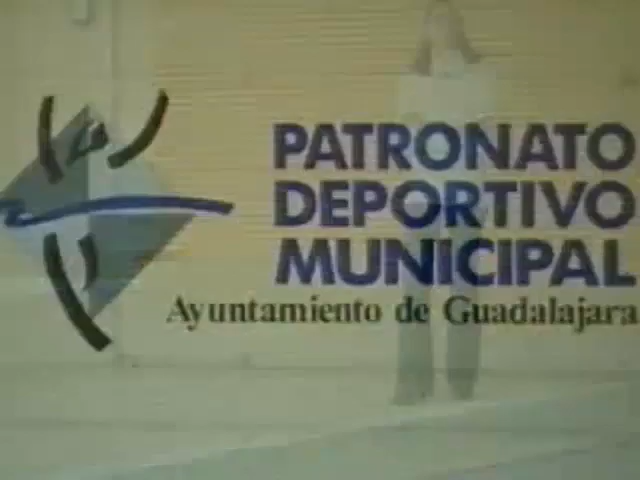 PATRONATO
DEPORTIVO
MUNICIPAL
Ayuntamiento de Guadalajara